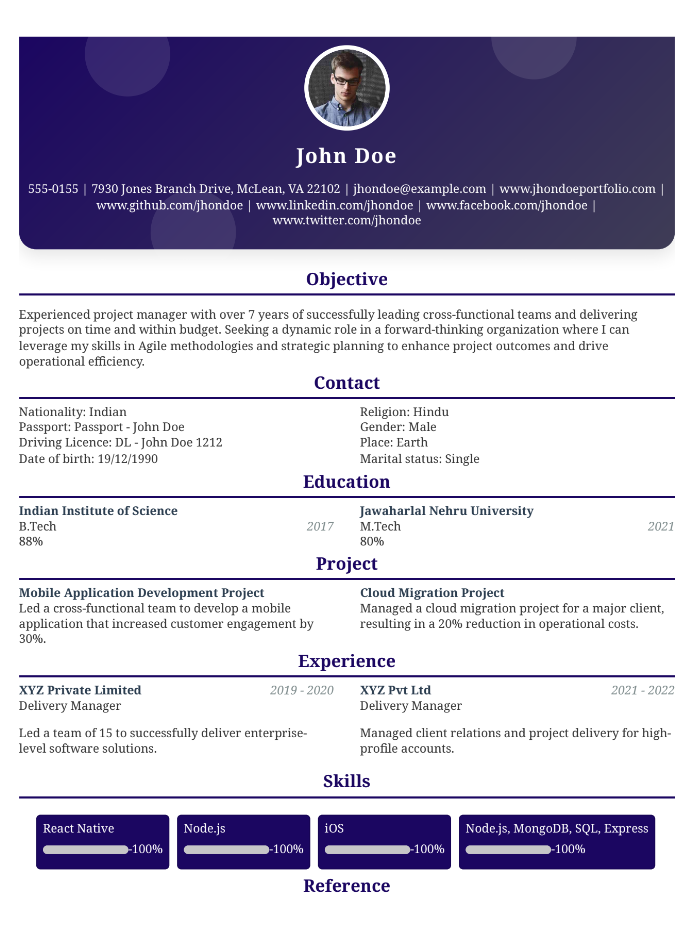 John Doe
555-0155 | 7930 Jones Branch Drive, McLean, VA 22102 | jhondoe@example.com | www.jhondoeportfolio.com |
www.github.com/jhondoe | www.linkedin.com/jhondoe | www.facebook.com/jhondoe |
www.twitter.com/jhondoe
Objective
Experienced project manager with over 7 years of successfully leading cross-functional teams and delivering
projects on time and within budget. Seeking a dynamic role in a forward-thinking organization where I can
leverage my skills in Agile methodologies and strategic planning to enhance project outcomes and drive
operational efficiency.
Contact
Nationality: Indian
Passport: Passport - John Doe
Driving Licence: DL - John Doe 1212
Date of birth: 19/12/1990
Religion: Hindu
Gender: Male
Place: Earth
Marital status: Single
Education
Indian Institute of Science
B.Tech 2017
88%
Jawaharlal Nehru University
M.Tech 2021
80%
Project
Mobile Application Development Project
Led a cross-functional team to develop a mobile
application that increased customer engagement by
30%.
Cloud Migration Project
Managed a cloud migration project for a major client,
resulting in a 20% reduction in operational costs.
Experience
XYZ Private Limited 2019 - 2020
Delivery Manager
Led a team of 15 to successfully deliver enterprise-
level software solutions.
XYZ Pvt Ltd 2021 - 2022
Delivery Manager
Managed client relations and project delivery for high-
profile accounts.
Skills
React Native
-100%
Node.js
-100%
iOS
-100%
Node.js, MongoDB, SQL, Express
-100%
Reference